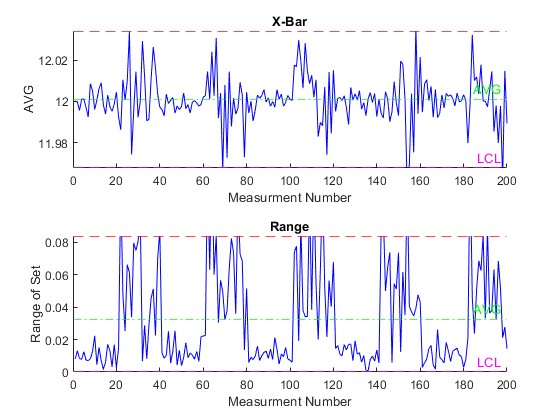 X-Bar
12.02
12
11.98
AVG
AVG
LCL
0 20 40 60 80 100 120 140 160 180 200
Measurment Number
Range
0.08
0.06
0.04
0.02
0
Range of Set
AVG
LCL
0 20 40 60 80 100 120 140 160 180 200
Measurment Number